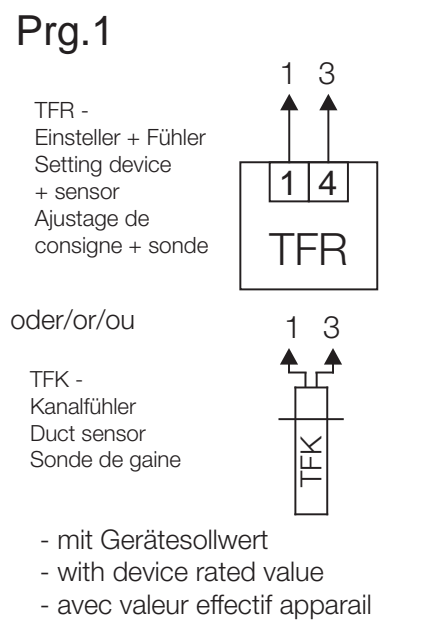 Prg.1
1 3
TFR -
Einsteller + Fühler
Setting device
+ sensor
Ajustage de
consigne + sonde
1 4
TFR
oder/or/ou
1 3
TFK -
Kanalfühler
Duct sensor
Sonde de gaine
TFK
- mit Gerätesollwert
- with device rated value
- avec valeur effectif apparail